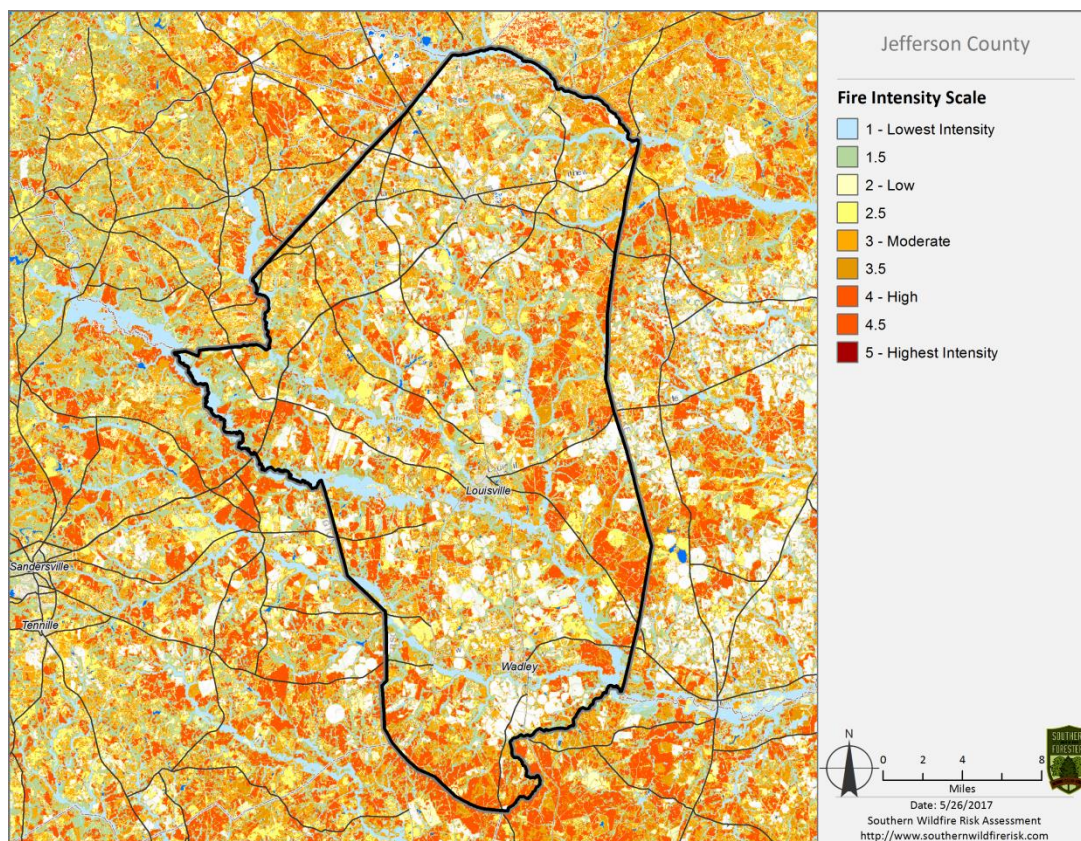 Jefferson County
Fire Intensity Scale
1 - Lowest Intensity
1.5
2 - Low
2.5
3 - Moderate
3.5
4 - High
4.5
5 - Highest Intensity
Louisville
Sandersville
Tennille
Wadley
N
0 2 4 8
Miles
SOUTHERN
Date: 5/26/2017
Southern Wildfire Risk Assessment
http://www.southernwildfirerisk.com